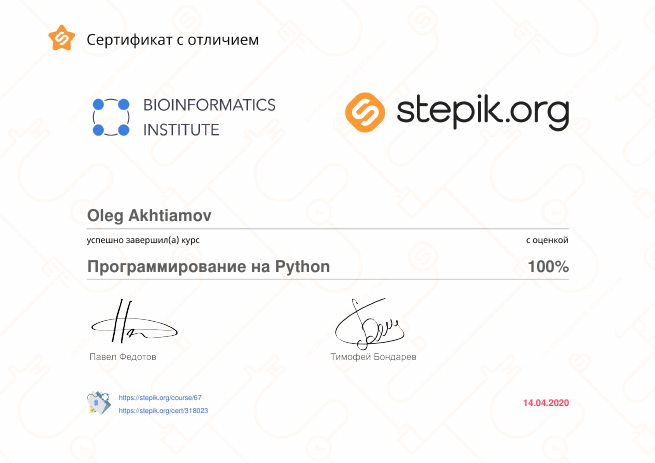 Сертификат с отличием
BIOINFORMATICS
INSTITUTE
stepik.org
Oleg Akhtiamov
успешно завершил(а) курс
с оценкой
Программирование на Python
100%
Павел Федотов
Тимофей Бондарев
https://stepik.org/course/67
https://stepik.org/cert/318023
14.04.2020